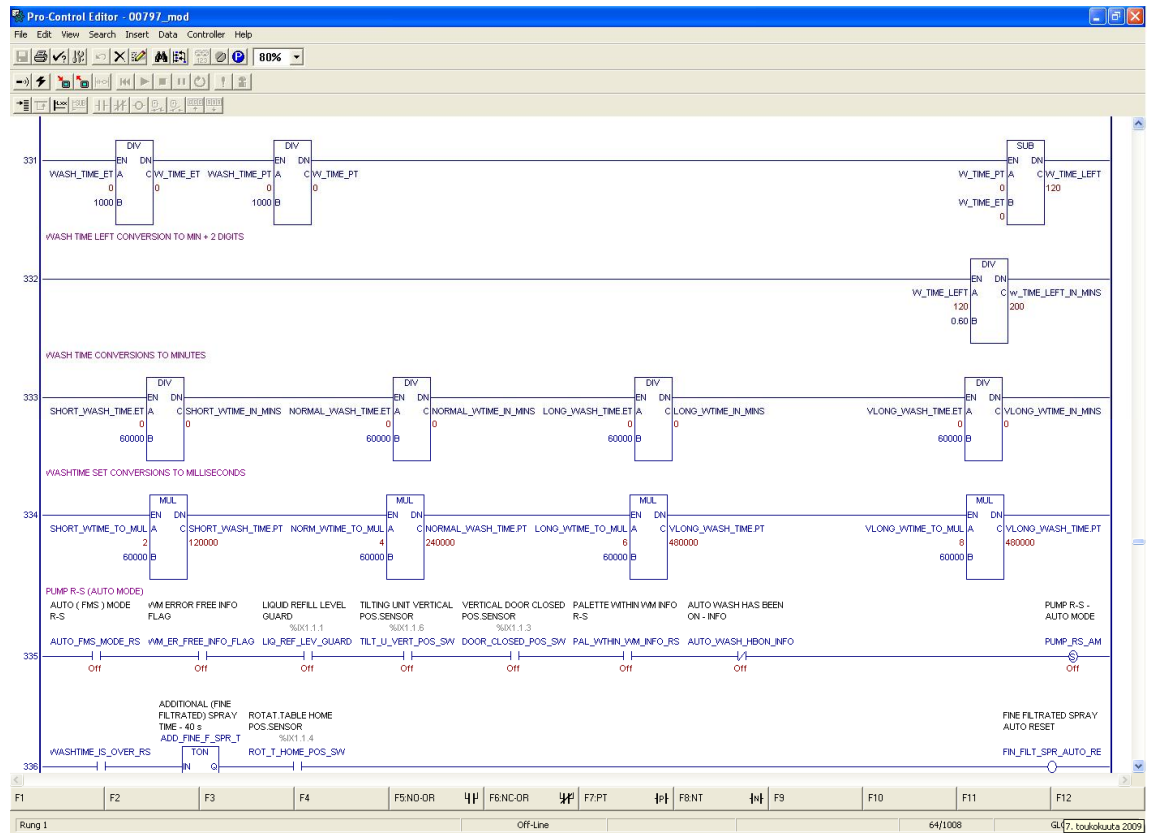 Pro-Control Editor - 00797_mod
File Edit View Search Insert Data Controller Help
80%
331
DIV DIV SUB
EN DN EN DN EN DN
WASH_TIME_ET A C W_TIME_ET WASH_TIME_PT A C W_TIME_PT W_TIME_PT A C W_TIME_LEFT
0 0 0 0 0 120
1000 B 1000 B W_TIME_ET B
0
WASH TIME LEFT CONVERSION TO MIN + 2 DIGITS
332
DIV
EN DN
W_TIME_LEFT A C w_TIME_LEFT_IN_MINS
120 200
0.60 B
WASH TIME CONVERSIONS TO MINUTES
333
DIV DIV DIV DIV
EN DN EN DN EN DN EN DN
SHORT_WASH_TIME.ET A C SHORT_WTIME_IN_MINS NORMAL_WASH_TIME.ET A C NORMAL_WTIME_IN_MINS LONG_WASH_TIME.ET A C LONG_WTIME_IN_MINS VLONG_WASH_TIME.ET A C VLONG_WTIME_IN_MINS
0 0 0 0 0 0 0 0
60000 B 60000 B 60000 B 60000 B
WASHTIME SET CONVERSIONS TO MILLISECONDS
334
MUL MUL MUL MUL
EN DN EN DN EN DN EN DN
SHORT_WTIME_TO_MUL A C SHORT_WASH_TIME.PT NORM_WTIME_TO_MUL A C NORMAL_WASH_TIME.PT LONG_WTIME_TO_MUL A C VLONG_WASH_TIME.PT VLONG_WTIME_TO_MUL A C VLONG_WASH_TIME.PT
2 120000 4 240000 6 480000 8 480000
60000 B 60000 B 60000 B 60000 B
PUMP R-S (AUTO MODE)
AUTO ( FMS ) MODE WM ERROR FREE INFO LIQUID REFILL LEVEL TILTING UNIT VERTICAL VERTICAL DOOR CLOSED PALETTE WITHIN WM INFO AUTO WASH HAS BEEN PUMP R-S -
R-S FLAG GUARD POS.SENSOR POS.SENSOR R-S ON - INFO AUTO MODE
%IX1.1.1 %IX1.1.6 %IX1.1.3
AUTO_FMS_MODE_RS WM_ER_FREE_INFO_FLAG LIQ_REF_LEV_GUARD TILT_U_VERT_POS_SW DOOR_CLOSED_POS_SW PAL_WTHIN_WM_INFO_RS AUTO_WASH_HBON_INFO PUMP_RS_AM
335
S
Off Off Off Off Off Off Off Off
ADDITIONAL (FINE
FILTRATED) SPRAY ROTAT.TABLE HOME FINE FILTRATED SPRAY
TIME - 40 s POS.SENSOR AUTO RESET
ADD_FINE_F_SPR_T %IX1.1.4
WASHTIME_IS_OVER_RS TON ROT_T_HOME_POS_SW FIN_FILT_SPR_AUTO_RE
336
IN Q
F1 F2 F3 F4 F5:NO-OR F6:NC-OR F7:PT P F8:NT N F9 F10 F11 F12
Rung 1 Off-Line 64/1008 GLO 7. toukokuuta 2009